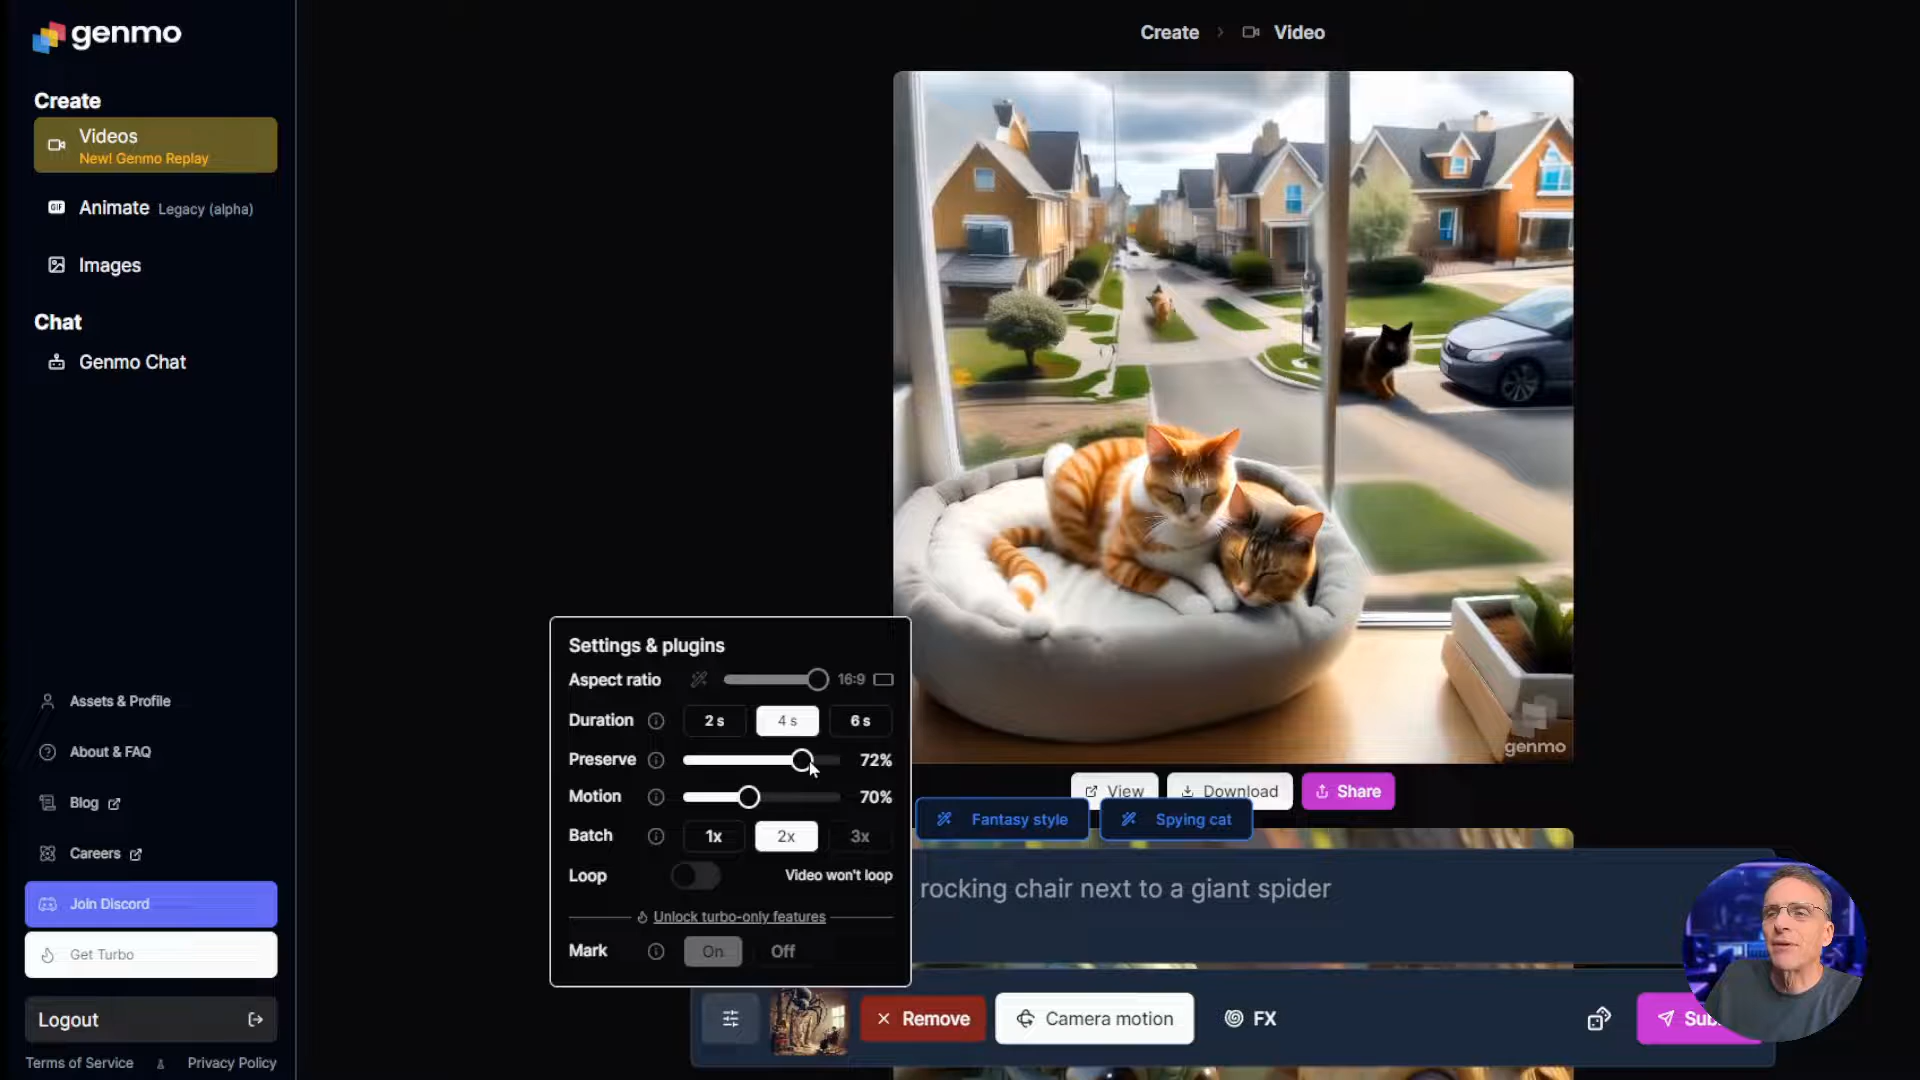 genmo
Create
Videos
New! Genmo Replay
GIF
Animate Legacy (alpha)
Images
Chat
Genmo Chat
Assets & Profile
About & FAQ
Blog
Careers
Join Discord
Get Turbo
Logout
Terms of Service
Privacy Policy
Create > Video
genmo
View
Download
Share
Fantasy style
Spying cat
Settings & plugins
Aspect ratio 16:9
Duration 2 s 4 s 6 s
Preserve 72%
Motion 70%
Batch 1x 2x 3x
Loop Video won't loop
Unlock turbo-only features
Mark On Off
rocking chair next to a giant spider
Remove
Camera motion
FX